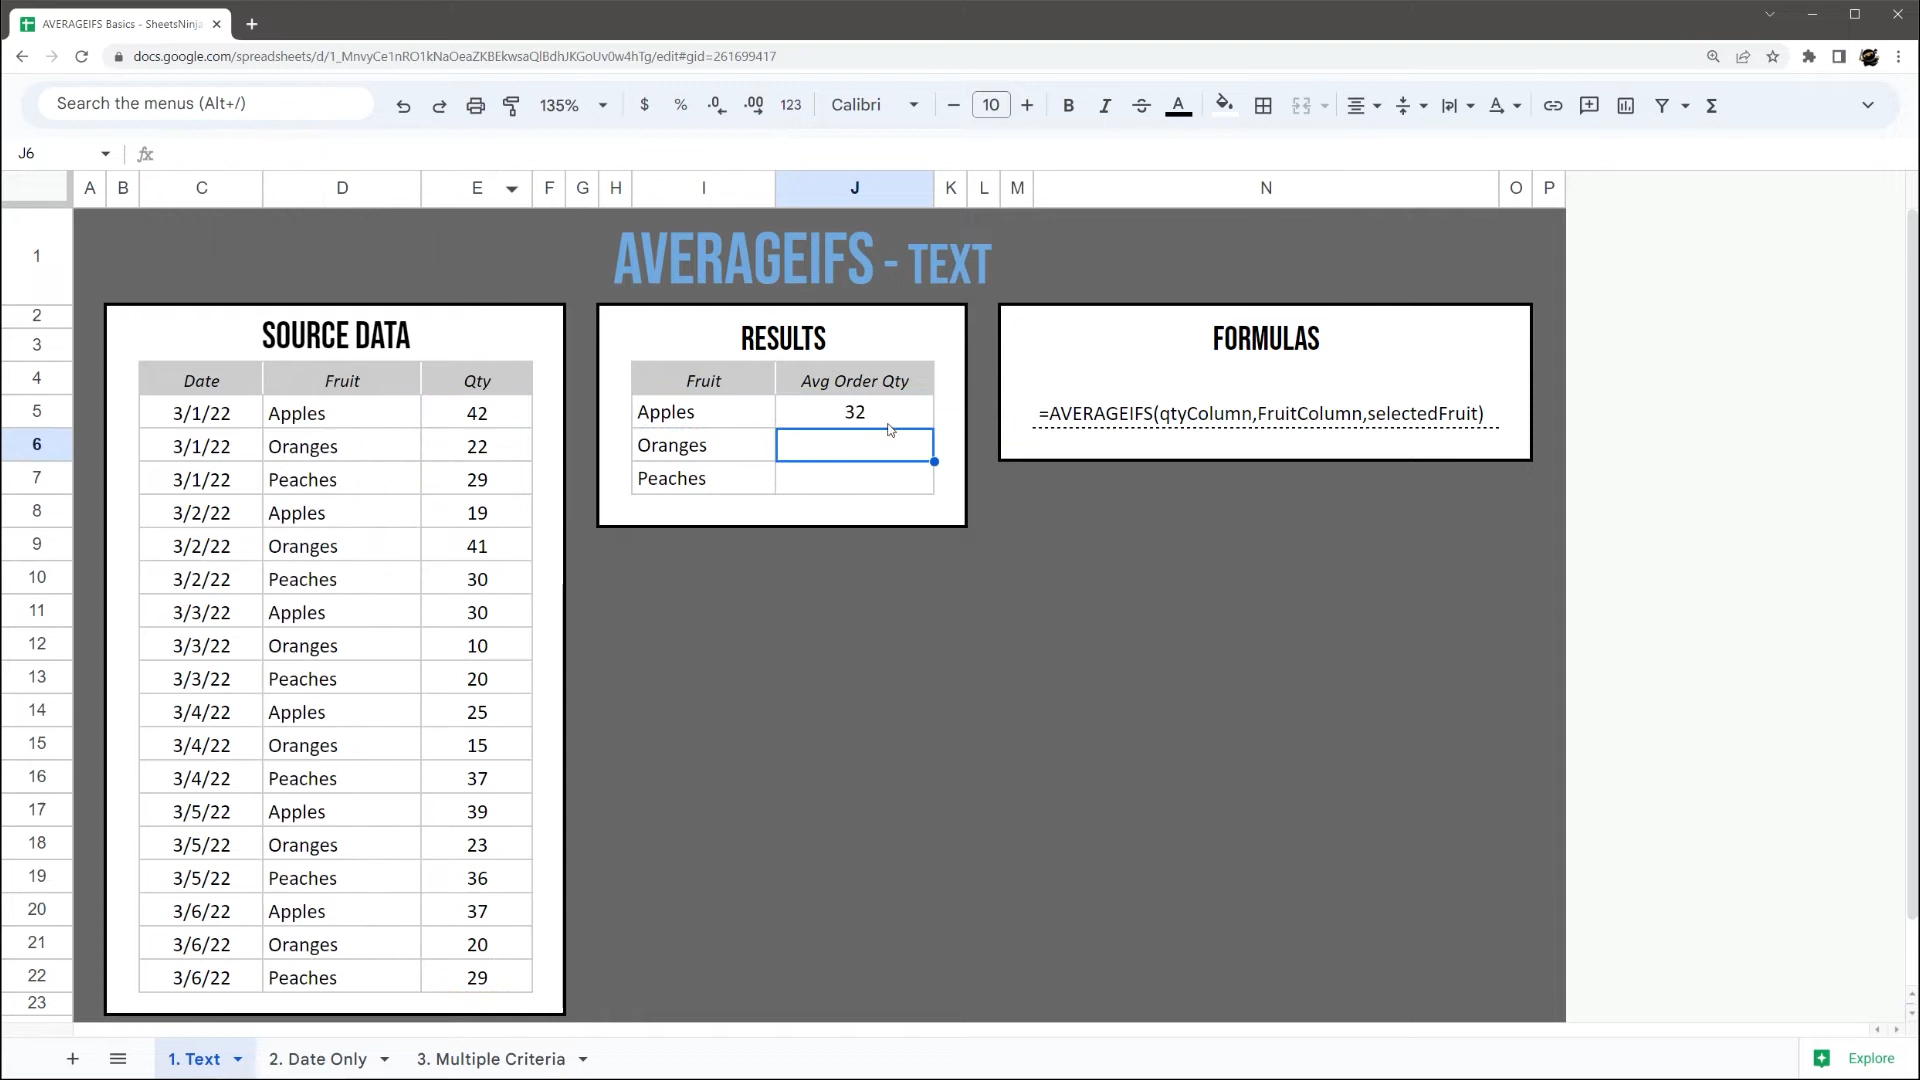 AVERAGEIFS Basics - SheetsNinja
docs.google.com/spreadsheets/d/1_MnvyCe1nRO1kNaOeaZKBEkwsaQlBdhJKGoUv0w4hTg/edit#gid=261699417
Search the menus (Alt+/) 135% $ % .0 .00 123 Calibri 10 B I S A A Σ
J6 fx
A B C D E F G H I J K L M N O P
1 AVERAGEIFS - TEXT
2
3 SOURCE DATA RESULTS FORMULAS
4 Date Fruit Qty Fruit Avg Order Qty
5 3/1/22 Apples 42 Apples 32 =AVERAGEIFS(qtyColumn,FruitColumn,selectedFruit)
6 3/1/22 Oranges 22 Oranges
7 3/1/22 Peaches 29 Peaches
8 3/2/22 Apples 19
9 3/2/22 Oranges 41
10 3/2/22 Peaches 30
11 3/3/22 Apples 30
12 3/3/22 Oranges 10
13 3/3/22 Peaches 20
14 3/4/22 Apples 25
15 3/4/22 Oranges 15
16 3/4/22 Peaches 37
17 3/5/22 Apples 39
18 3/5/22 Oranges 23
19 3/5/22 Peaches 36
20 3/6/22 Apples 37
21 3/6/22 Oranges 20
22 3/6/22 Peaches 29
23
1. Text 2. Date Only 3. Multiple Criteria Explore